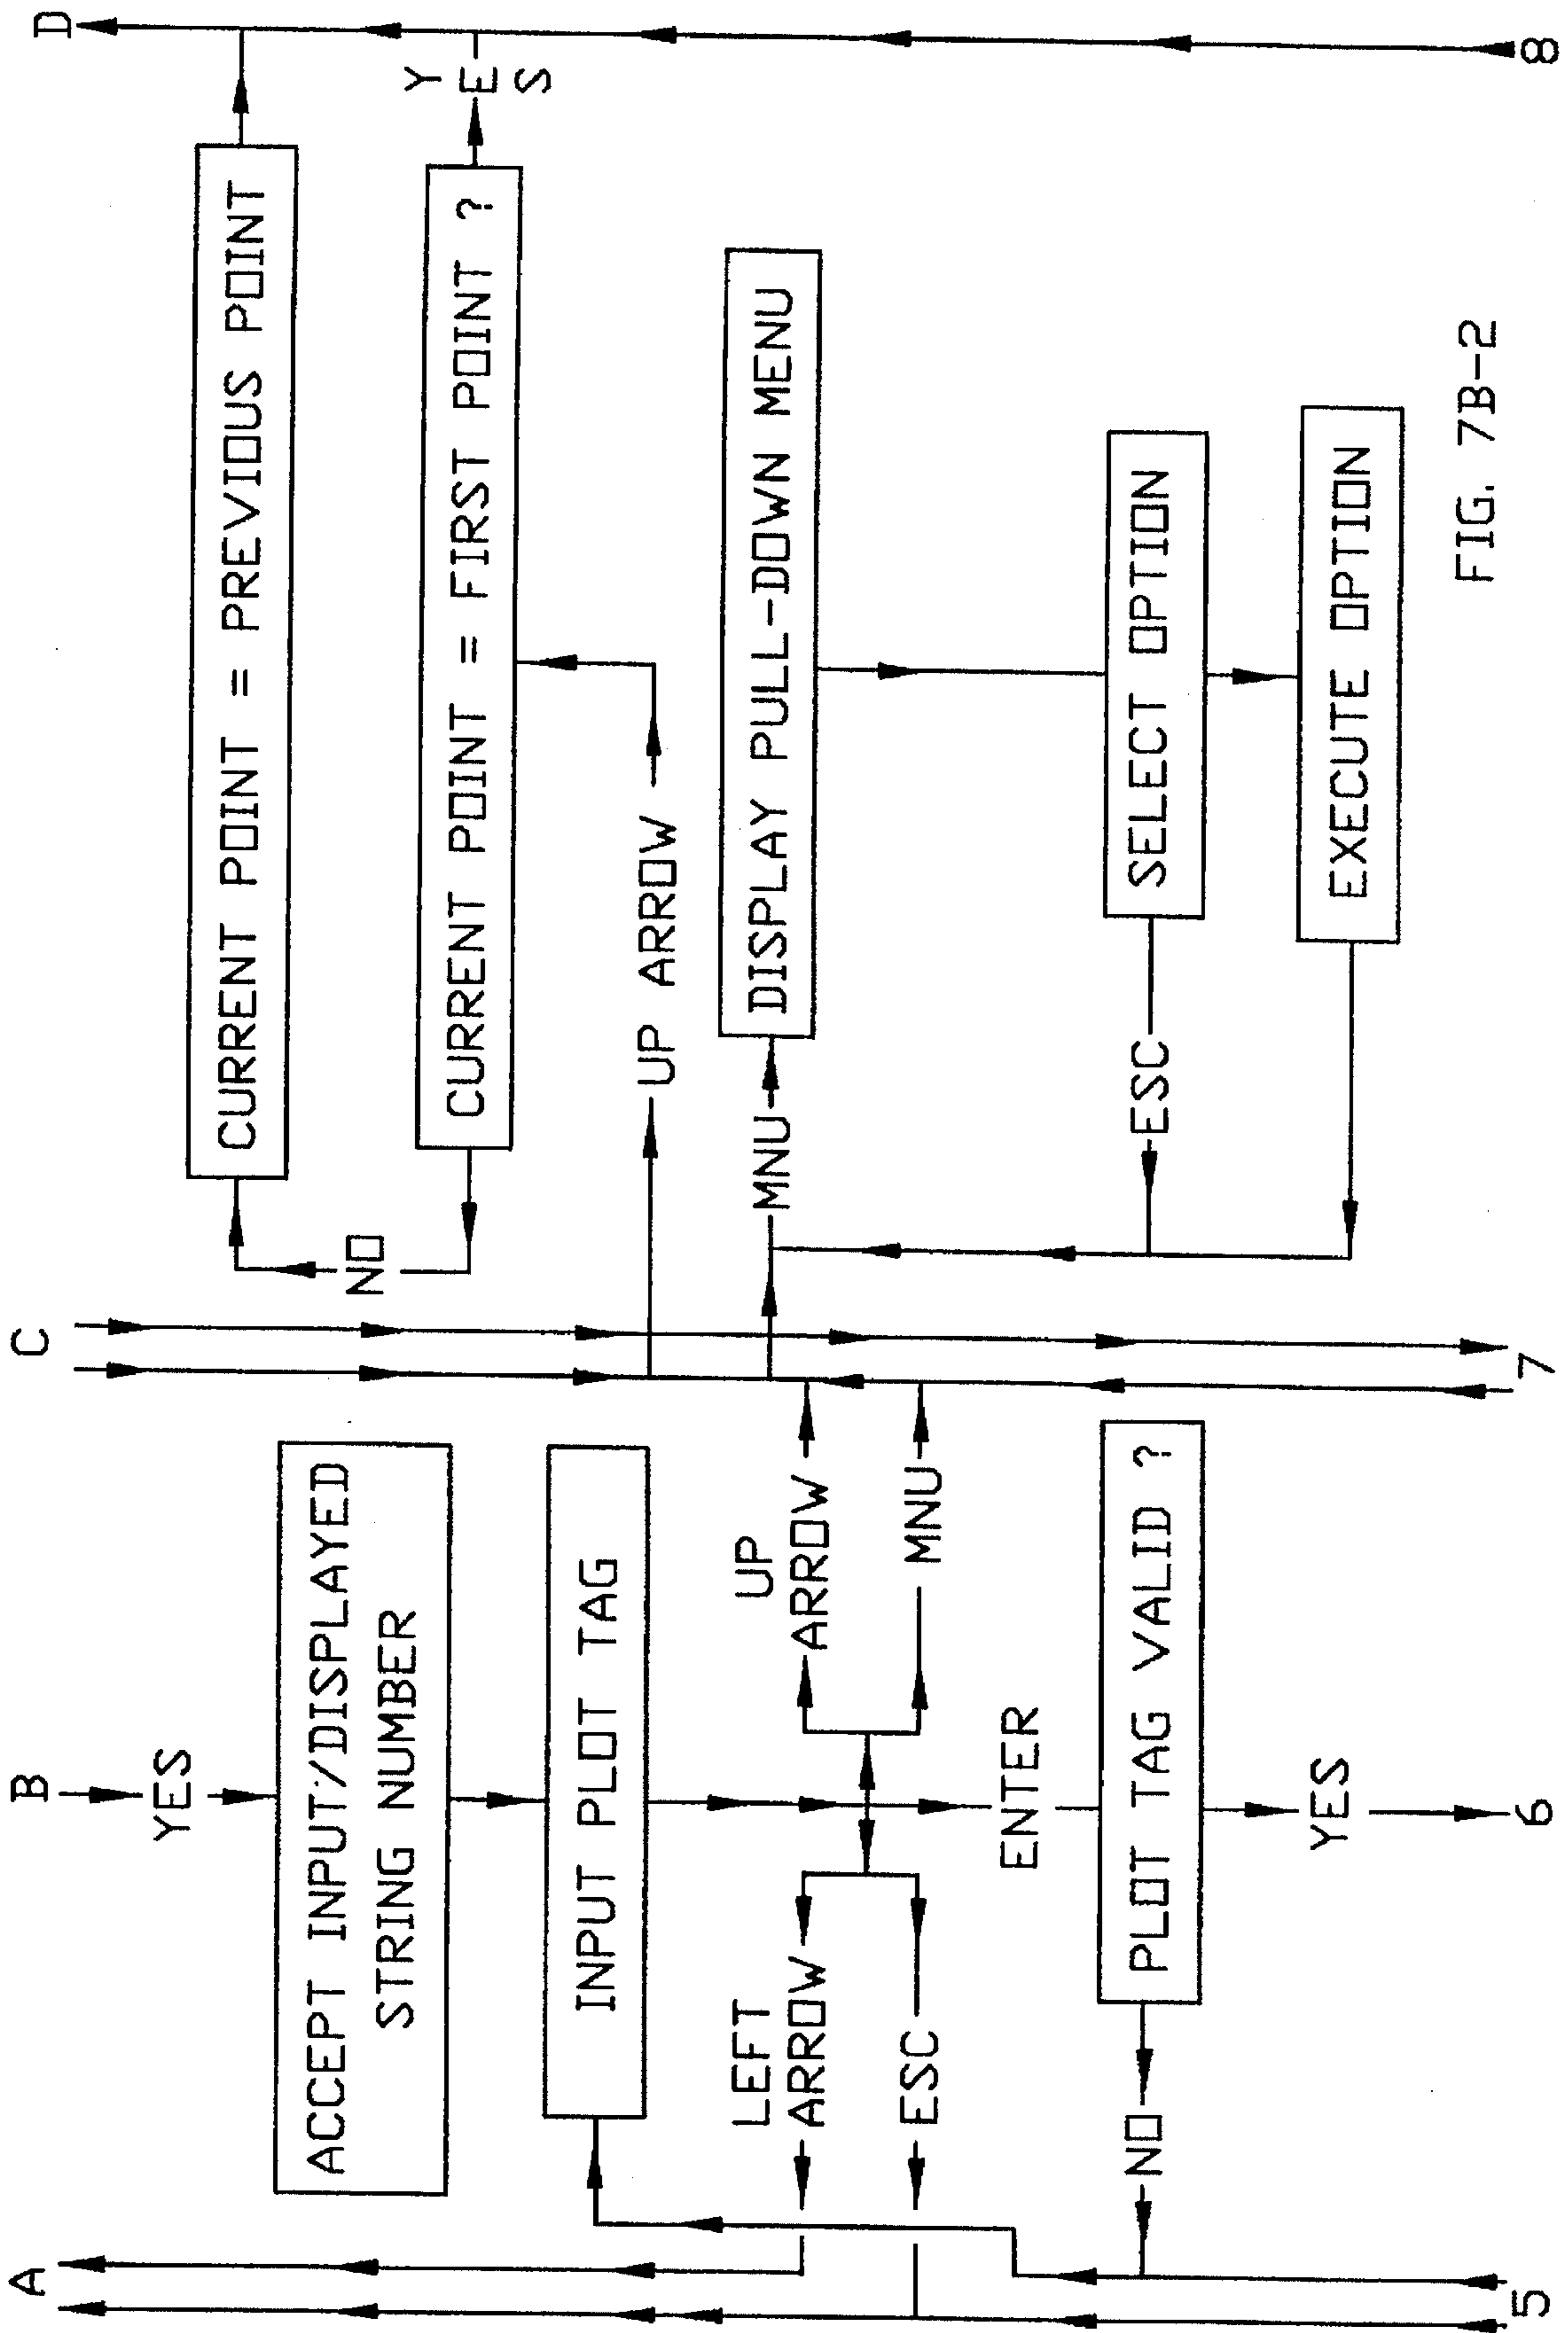 A
B
C
D
YES
ACCEPT INPUT/DISPLAYED
STRING NUMBER
INPUT PLOT TAG
LEFT
ARROW
ESC
UP
ARROW
MNU
ENTER
PLOT TAG VALID ?
NO
YES
CURRENT POINT = PREVIOUS POINT
NO
CURRENT POINT = FIRST POINT ?
Y
E
S
UP ARROW
MNU
DISPLAY PULL-DOWN MENU
SELECT OPTION
ESC
EXECUTE OPTION
5
6
7
8
FIG. 7B-2